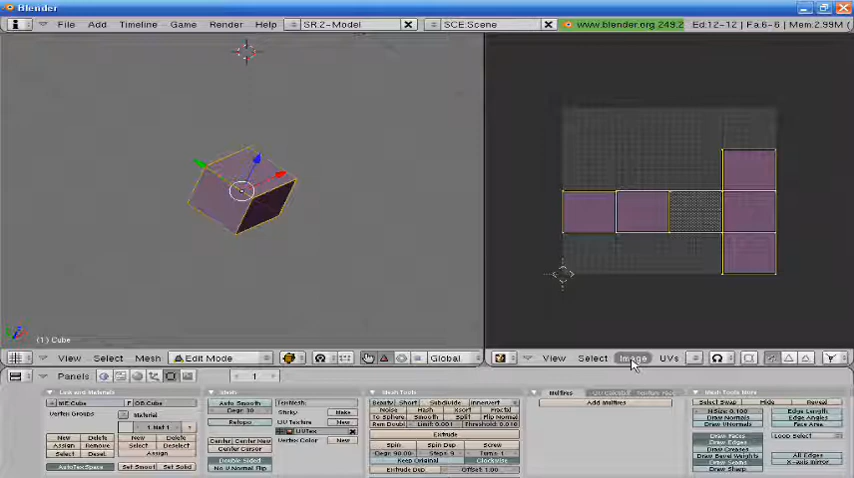 Blender
File Add Timeline Game Render Help SR:2-Model SCE:Scene www.blender.org 249.2 Ed:12-12 | Fa:6-6 | Mem:2.99M
(1) Cube
View Select Mesh Edit Mode Global View Select Image UVs
Panels 1
Link and Materials Mesh Mesh Tools Multires Mesh Tools More
ME:Cube F OB:Cube Auto Smooth TexMesh: Beauty Short Subdivide Innervert Add Multires Select Swap Hide Reveal
Vertex Groups Material Degr: 30 Sticky Make Noise Hash Xsort Fractal NSize 0.100 Edge Length
Retopo UV Texture New To Sphere Smooth Split Flip Normal Draw Normals Edge Angles
1 Mat 1 UVTex Rem Doubl Limit: 0.001 Threshold: 0.010 Draw VNormals Face Area
New Delete New Delete Center Center New Vertex Color New Extrude Draw Faces Loop Select
Assign Remove Select Deselect Center Cursor Spin Spin Dup Screw Draw Edges
Select Desel. Assign Double Sided Degr: 90.00 Steps: 9 Turns: 1 Draw Creases All Edges
AutoTexSpace Set Smoot Set Solid No V.Normal Flip Keep Original Clockwise Draw Bevel Weights X-axis mirror
Extrude Dup Offset: 1.00 Draw Seams
Draw Sharp